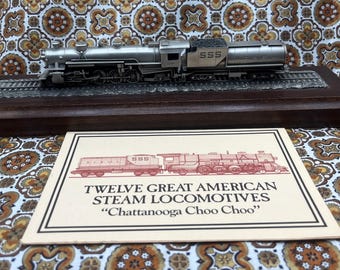 SSS
SSS
TWELVE GREAT AMERICAN
STEAM LOCOMOTIVES
"Chattanooga Choo Choo"